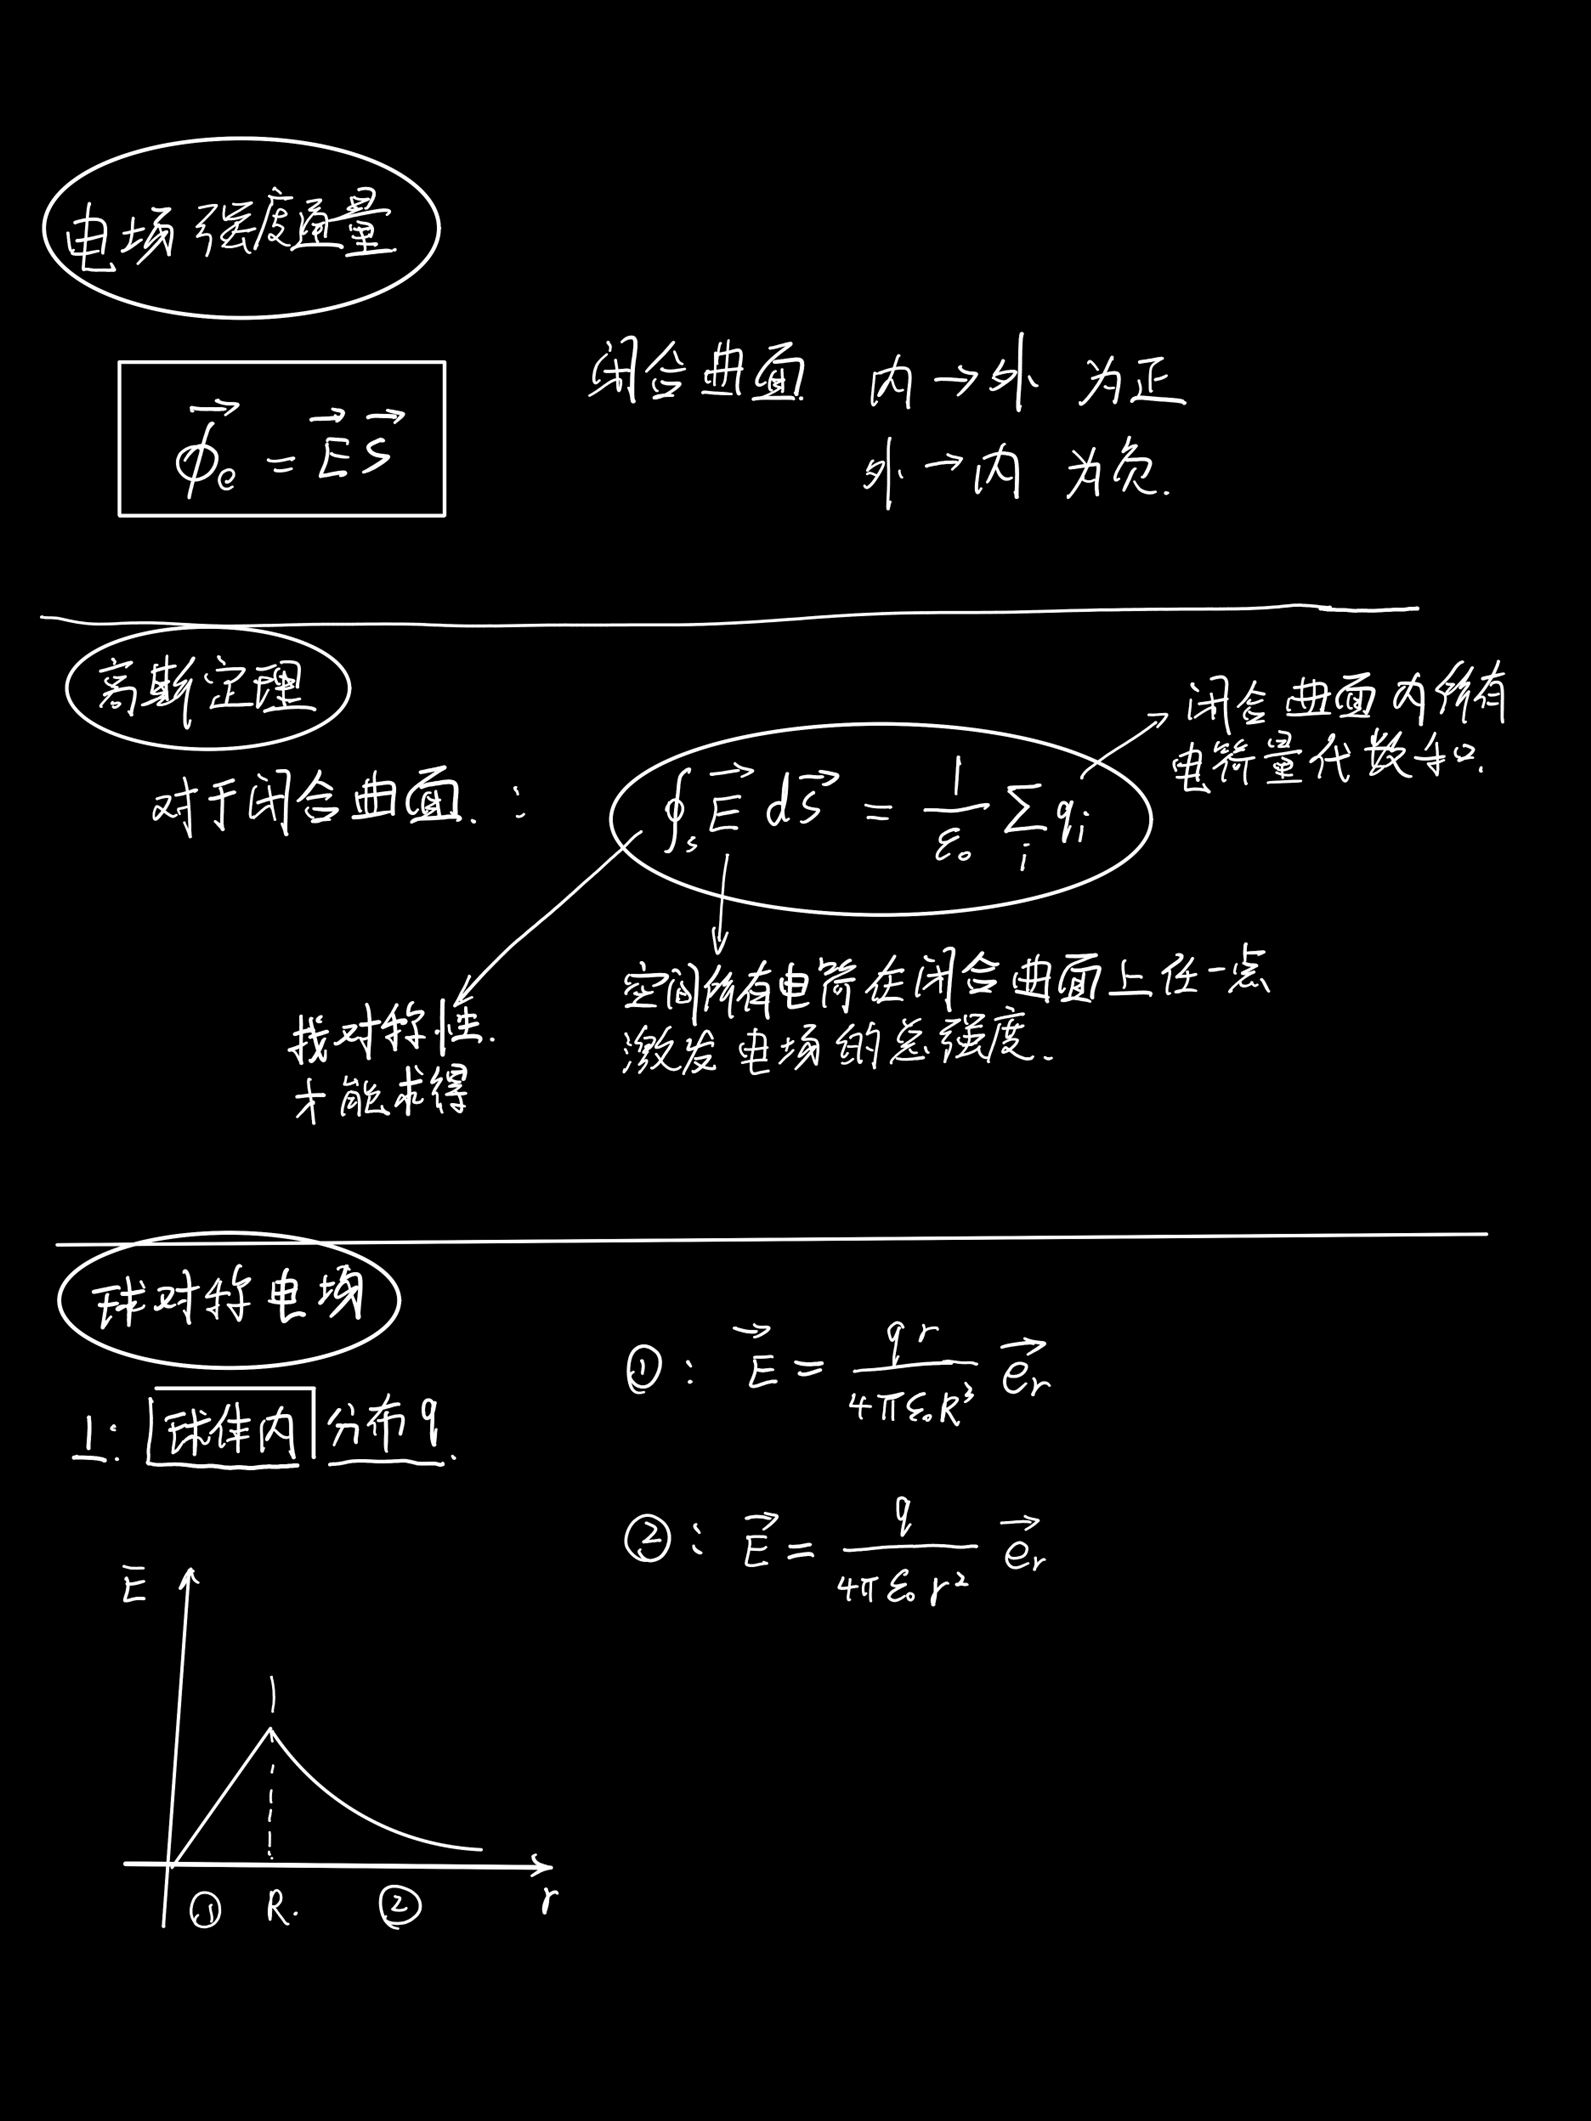 电场强度通量
$\vec{\phi}_e = \vec{E}\vec{S}$
闭合曲面 内→外 为正
外→内 为负.
高斯定理
对于闭合曲面.:
$\oint_s \vec{E} d\vec{s} = \frac{1}{\varepsilon_0} \sum_i q_i$
闭合曲面内所有
电荷量代数和.
找对称性.
才能求得
空间所有电荷在闭合曲面上任一点
激发电场的总强度.
球对称电场
1: 球体内 分布q.
①: $\vec{E} = \frac{qr}{4\pi\varepsilon_0 R^3} \vec{e_r}$
②: $\vec{E} = \frac{q}{4\pi\varepsilon_0 r^2} \vec{e_r}$
$\bar{E}$
① R. ② r